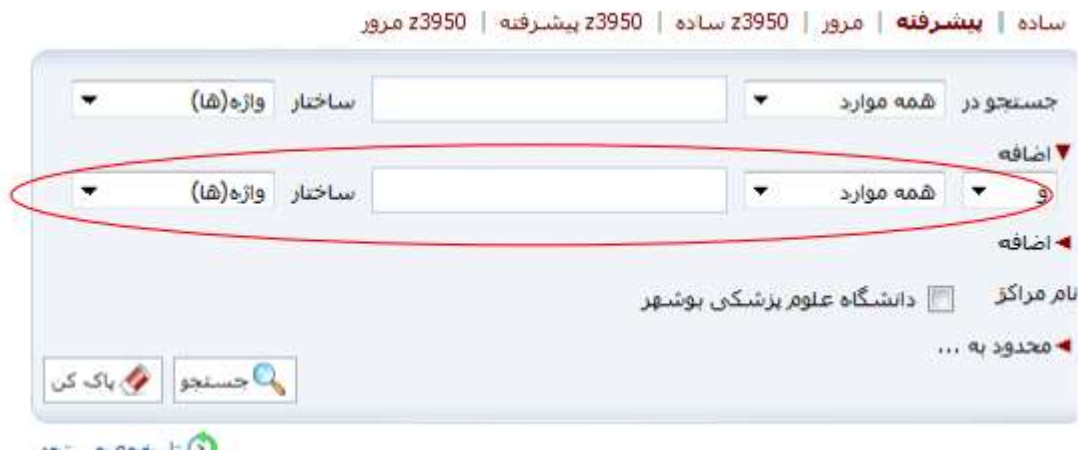 ساده | پیشرفته | مرور | z3950 ساده | z3950 پیشرفته | z3950 مرور
جستجو در همه موارد ساختار واژه(ها)
اضافه
و همه موارد ساختار واژه(ها)
اضافه
نام مراکز دانشگاه علوم پزشکی بوشهر
محدود به ...
جستجو پاک کن